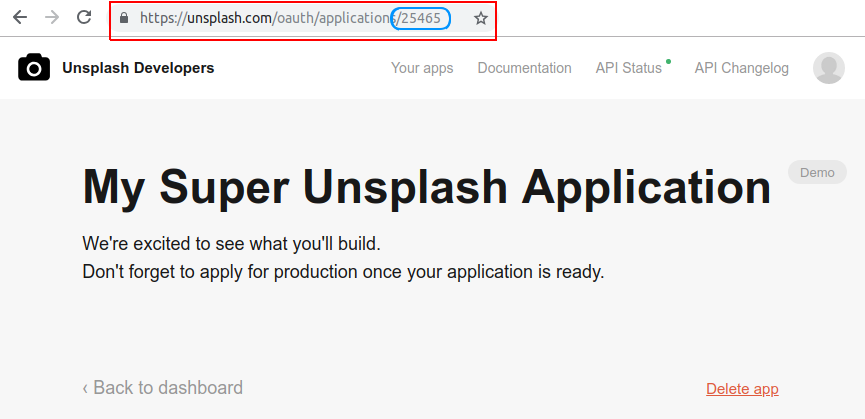 https://unsplash.com/oauth/applications/25465
Unsplash Developers
Your apps
Documentation
API Status
API Changelog
My Super Unsplash Application
Demo
We're excited to see what you'll build.
Don't forget to apply for production once your application is ready.
‹ Back to dashboard
Delete app